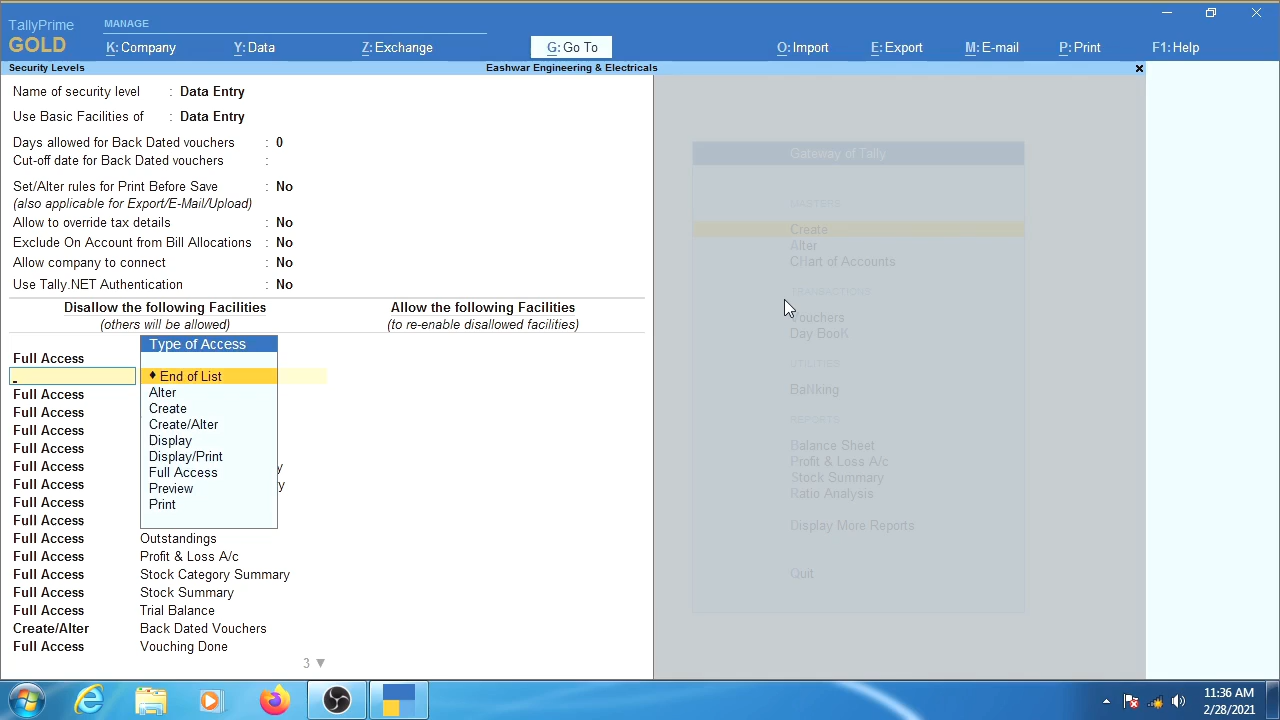 TallyPrime
GOLD
MANAGE
K: Company
Y: Data
Z: Exchange
G: Go To
O: Import
E: Export
M: E-mail
P: Print
F1: Help
Security Levels
Eashwar Engineering & Electricals
Name of security level : Data Entry
Use Basic Facilities of : Data Entry
Days allowed for Back Dated vouchers : 0
Cut-off date for Back Dated vouchers :
Set/Alter rules for Print Before Save : No
(also applicable for Export/E-Mail/Upload)
Allow to override tax details : No
Exclude On Account from Bill Allocations : No
Allow company to connect : No
Use Tally.NET Authentication : No
Disallow the following Facilities
(others will be allowed)
Allow the following Facilities
(to re-enable disallowed facilities)
Full Access
Full Access
Full Access
Full Access
Full Access
Full Access
Full Access
Full Access
Full Access
Full Access Outstandings
Full Access Profit & Loss A/c
Full Access Stock Category Summary
Full Access Stock Summary
Full Access Trial Balance
Create/Alter Back Dated Vouchers
Full Access Vouching Done
3 ▼
Type of Access
♦ End of List
Alter
Create
Create/Alter
Display
Display/Print
Full Access
Preview
Print
Gateway of Tally
MASTERS
Create
Alter
CHart of Accounts
TRANSACTIONS
Vouchers
Day BooK
UTILITIES
BaNking
REPORTS
Balance Sheet
Profit & Loss A/c
Stock Summary
Ratio Analysis
Display More Reports
Quit
11:36 AM
2/28/2021